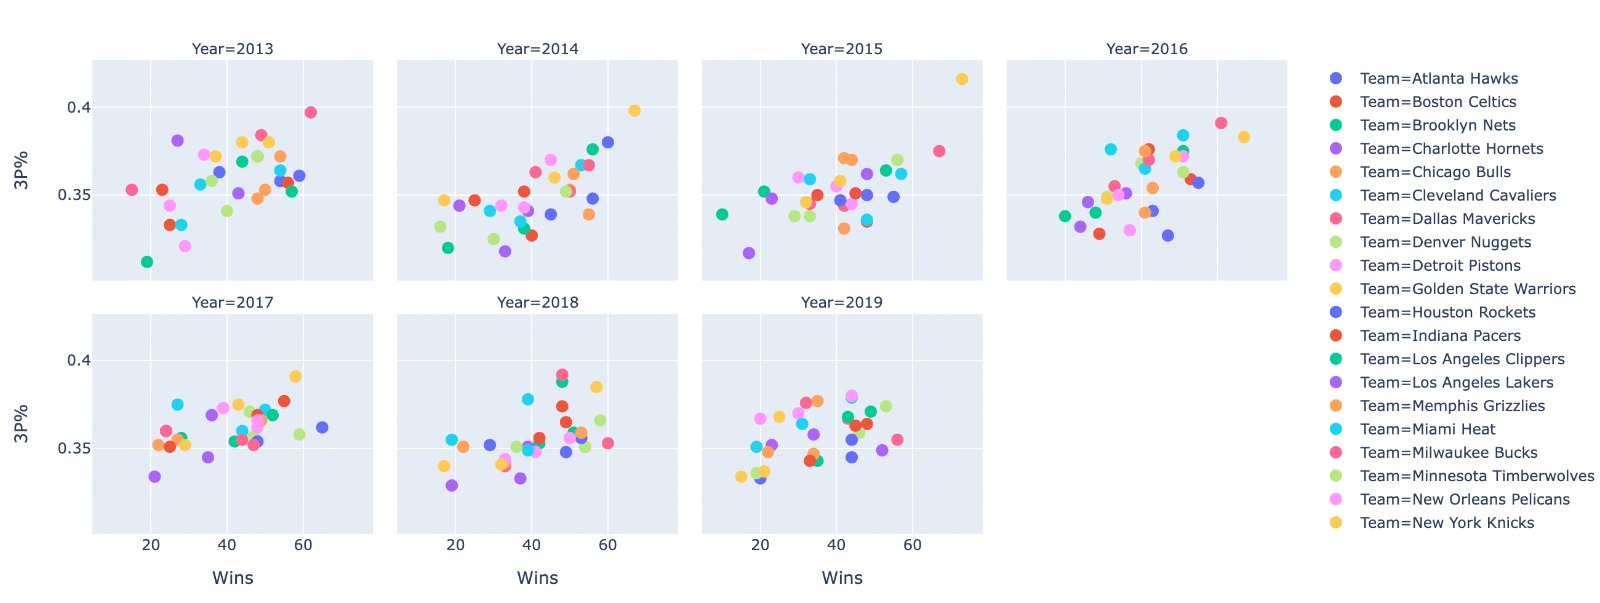 Year=2013
Year=2014
Year=2015
Year=2016
0.4
0.35
3P%
Year=2017
Year=2018
Year=2019
0.4
0.35
3P%
20
40
60
20
40
60
20
40
60
Wins
Wins
Wins
Team=Atlanta Hawks
Team=Boston Celtics
Team=Brooklyn Nets
Team=Charlotte Hornets
Team=Chicago Bulls
Team=Cleveland Cavaliers
Team=Dallas Mavericks
Team=Denver Nuggets
Team=Detroit Pistons
Team=Golden State Warriors
Team=Houston Rockets
Team=Indiana Pacers
Team=Los Angeles Clippers
Team=Los Angeles Lakers
Team=Memphis Grizzlies
Team=Miami Heat
Team=Milwaukee Bucks
Team=Minnesota Timberwolves
Team=New Orleans Pelicans
Team=New York Knicks